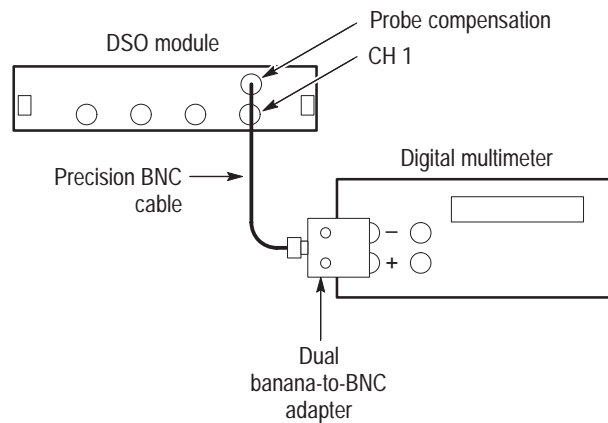 Probe compensation
DSO module
CH 1
Digital multimeter
Precision BNC
cable
–
+
Dual
banana-to-BNC
adapter